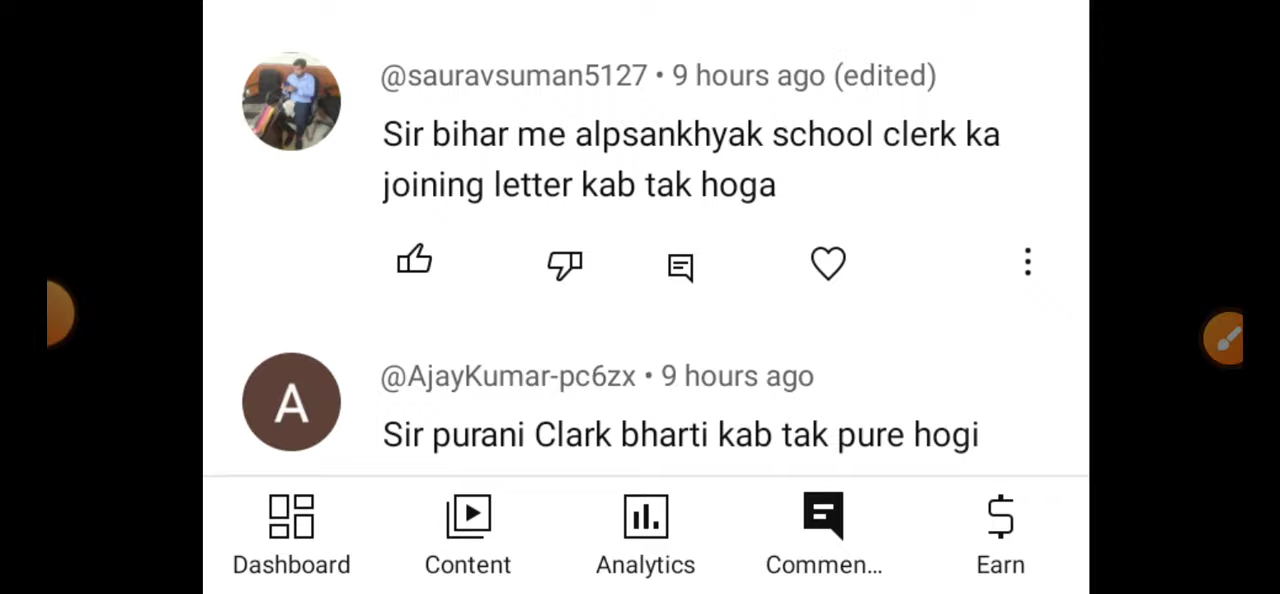 @sauravsuman5127 • 9 hours ago (edited)
Sir bihar me alpsankhyak school clerk ka
joining letter kab tak hoga
A
@AjayKumar-pc6zx • 9 hours ago
Sir purani Clark bharti kab tak pure hogi
Dashboard Content Analytics Commen... Earn